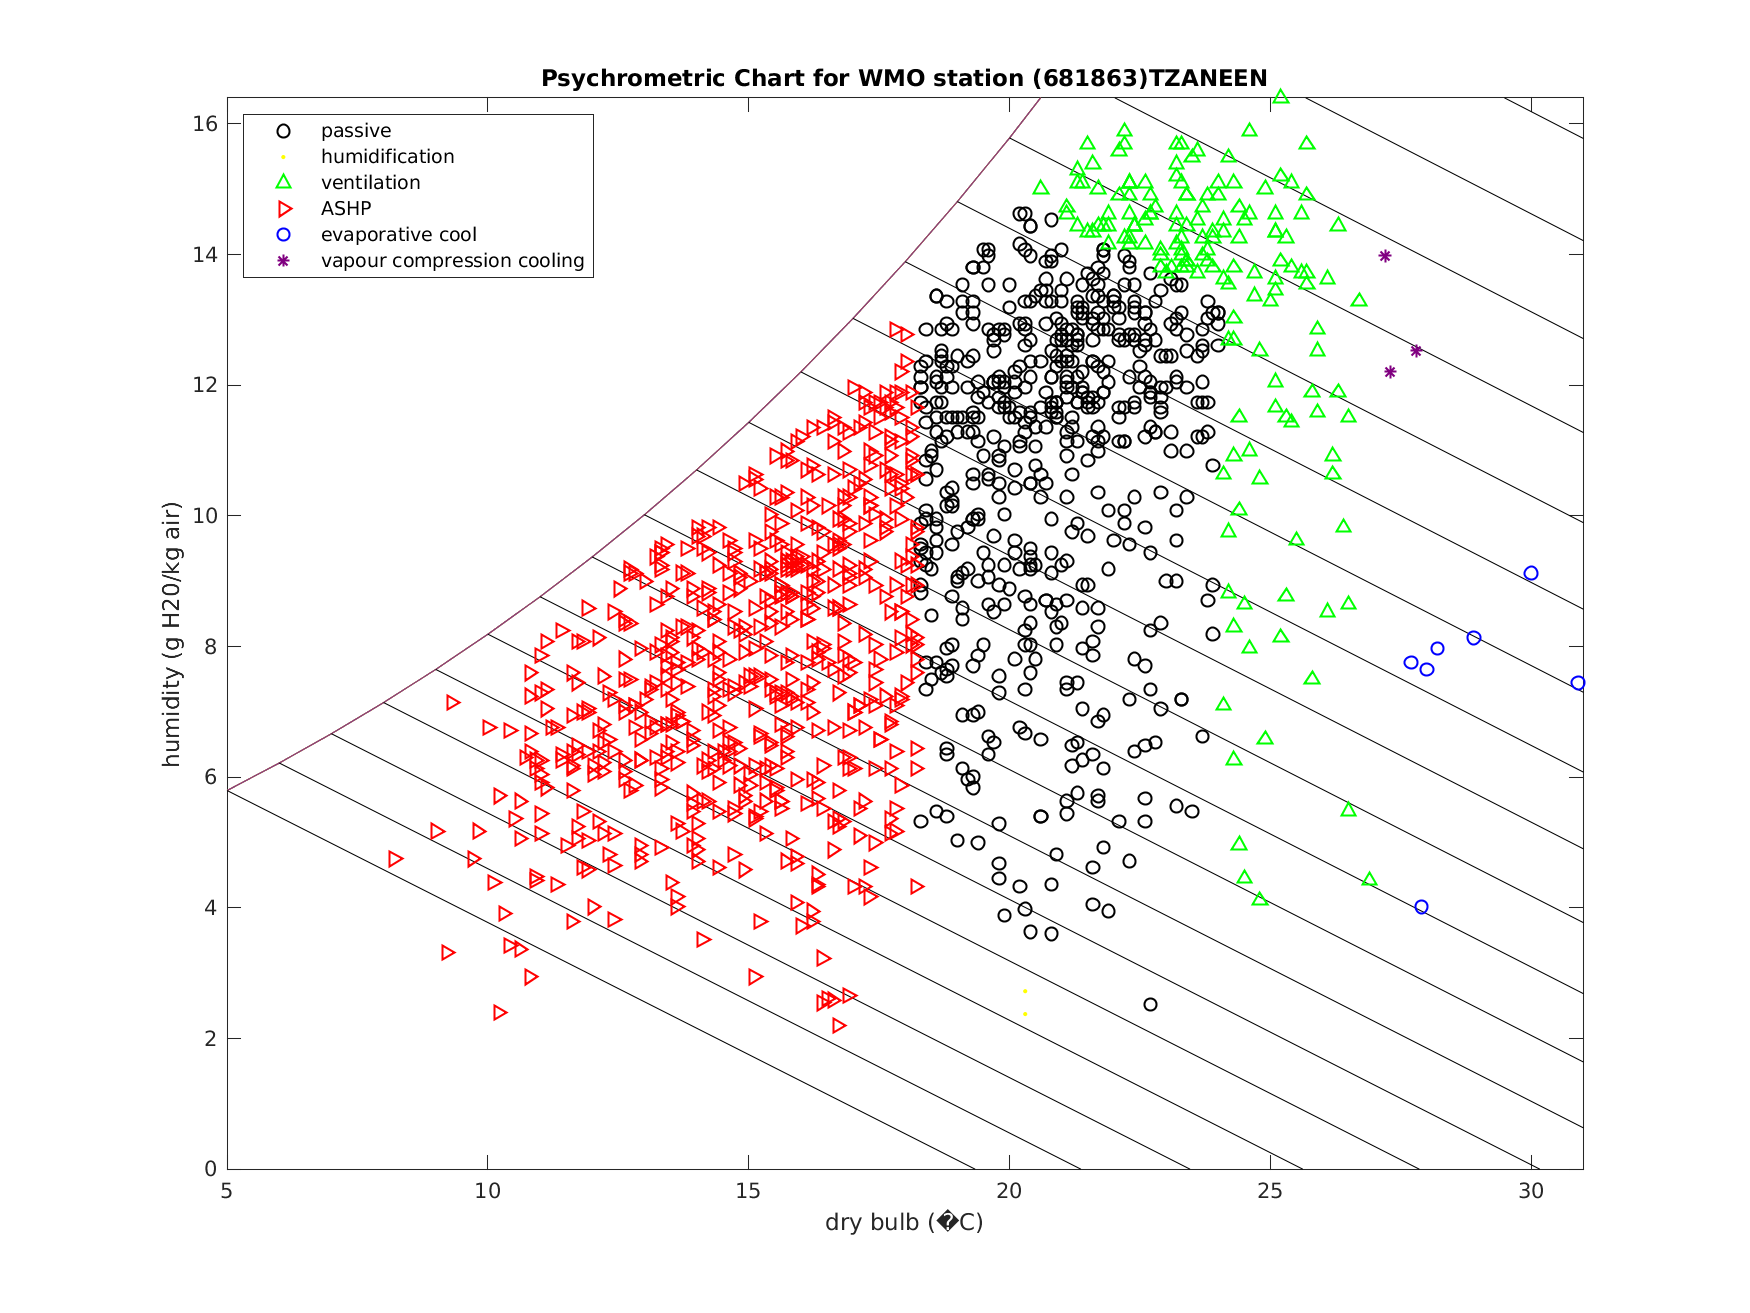 Psychrometric Chart for WMO station (681863)TZANEEN
passive
humidification
ventilation
ASHP
evaporative cool
vapour compression cooling
16
14
12
10
8
6
4
2
0
humidity (g H20/kg air)
5 10 15 20 25 30
dry bulb (�C)